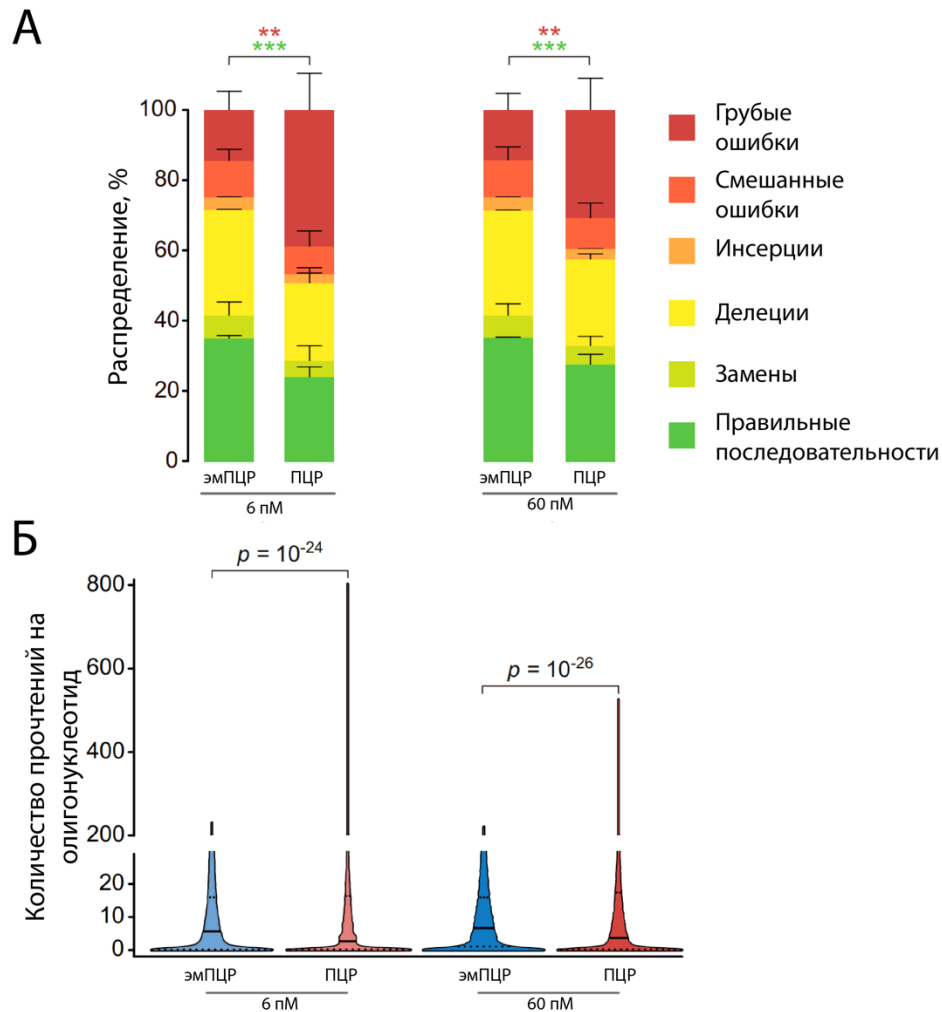 А
**
***
**
***
Распределение, %
100
80
60
40
20
0
эмПЦР
ПЦР
6 пМ
эмПЦР
ПЦР
60 пМ
Грубые
ошибки
Смешанные
ошибки
Инсерции
Делеции
Замены
Правильные
последовательности
Б
Количество прочтений на
олигонуклеотид
800
600
400
200
20
10
0
p = 10⁻²⁴
p = 10⁻²⁶
эмПЦР
ПЦР
6 пМ
эмПЦР
ПЦР
60 пМ